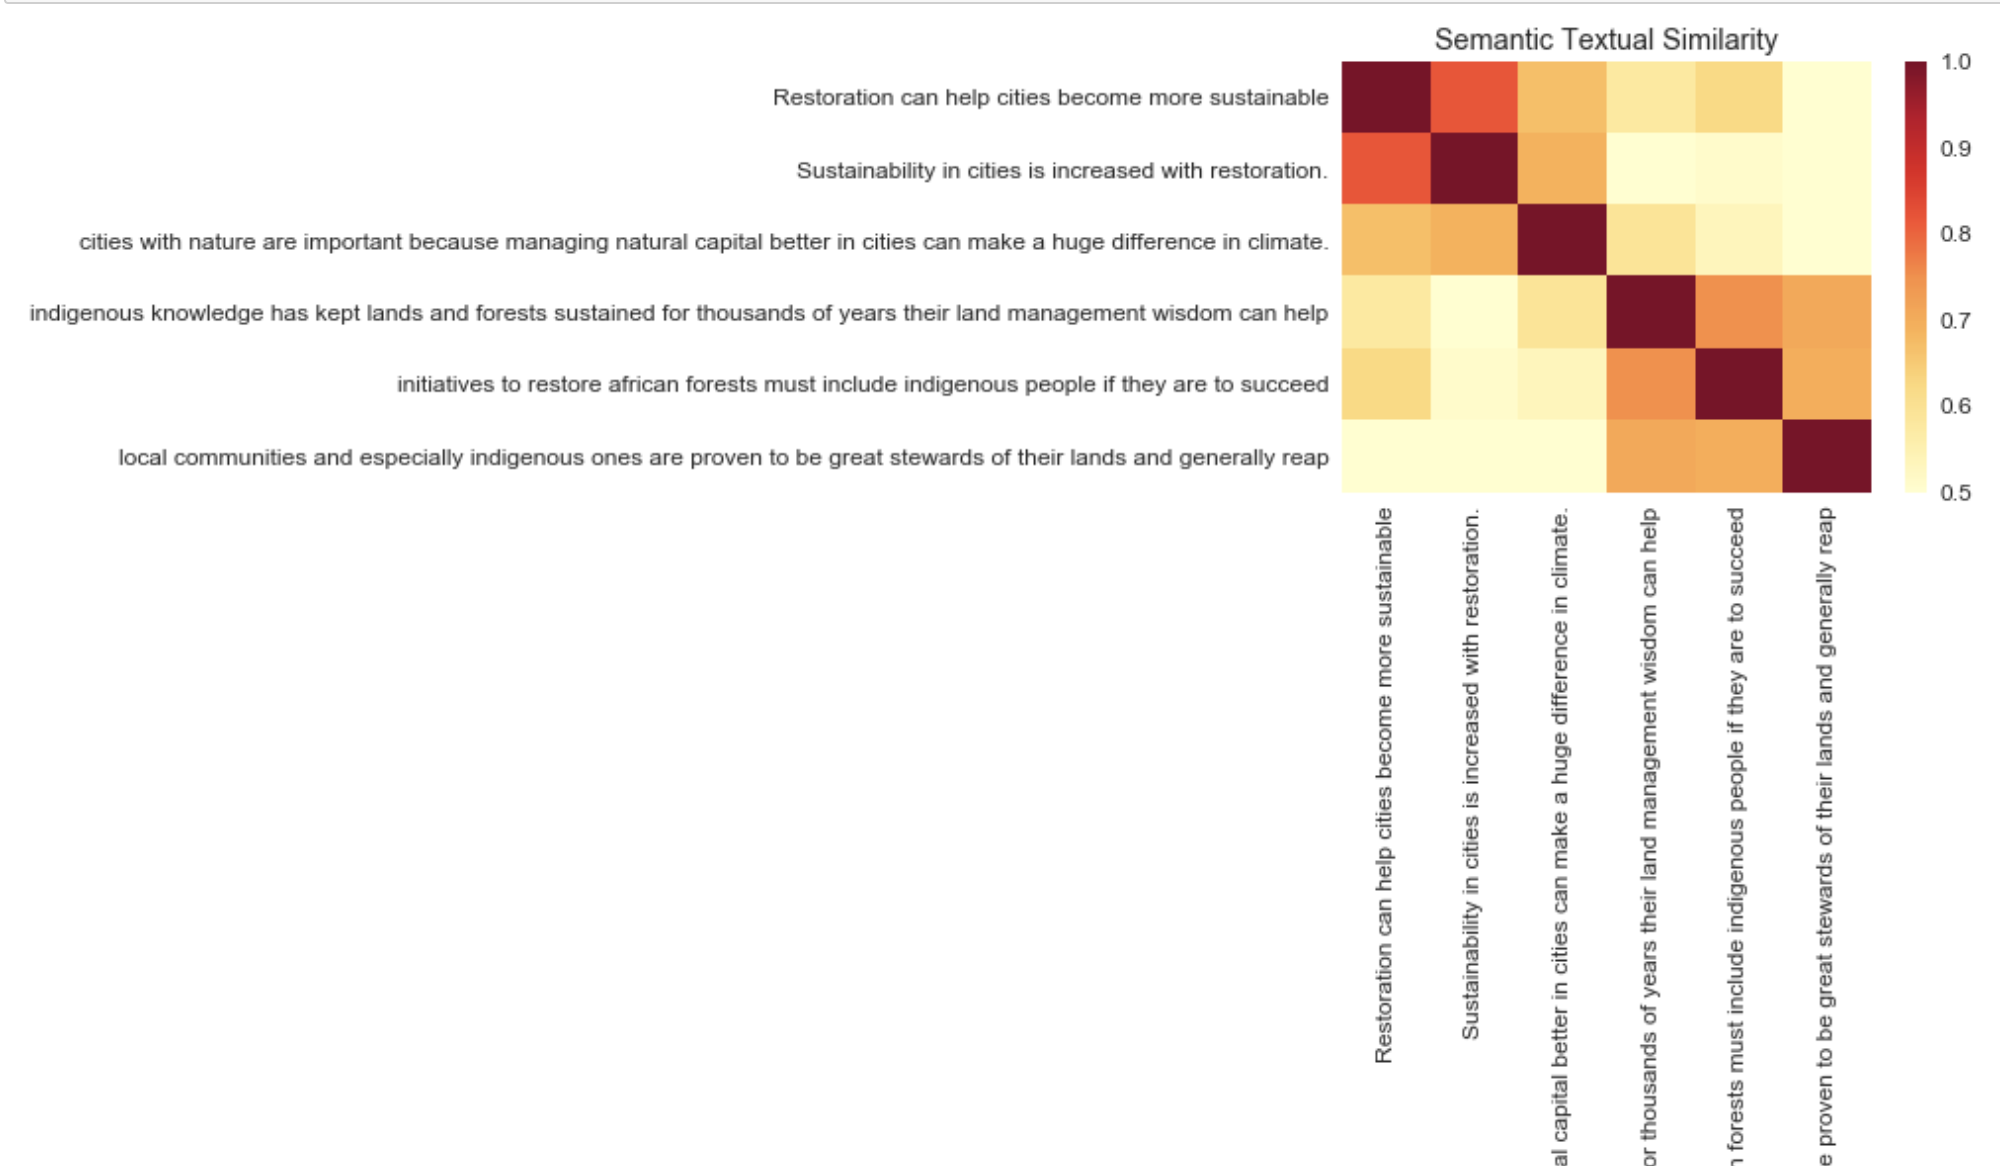 Semantic Textual Similarity
Restoration can help cities become more sustainable
Sustainability in cities is increased with restoration.
cities with nature are important because managing natural capital better in cities can make a huge difference in climate.
indigenous knowledge has kept lands and forests sustained for thousands of years their land management wisdom can help
initiatives to restore african forests must include indigenous people if they are to succeed
local communities and especially indigenous ones are proven to be great stewards of their lands and generally reap
1.0
0.9
0.8
0.7
0.6
0.5
Restoration can help cities become more sustainable
Sustainability in cities is increased with restoration.
al capital better in cities can make a huge difference in climate.
or thousands of years their land management wisdom can help
n forests must include indigenous people if they are to succeed
e proven to be great stewards of their lands and generally reap